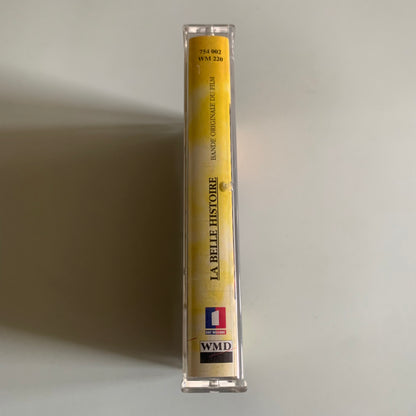 754 002
WM 220
BANDE ORIGINALE DU FILM
LA BELLE HISTOIRE
WMD